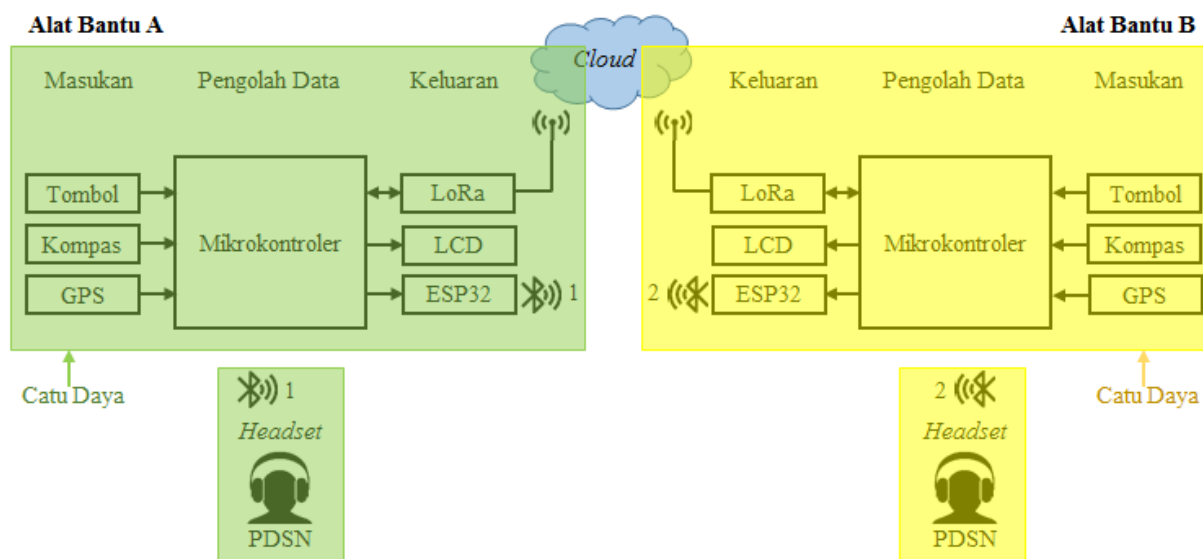 Alat Bantu A
Alat Bantu B
Cloud
Masukan
Pengolah Data
Keluaran
Tombol
Kompas
GPS
Mikrokontroler
LoRa
LCD
ESP32
1
Keluaran
Pengolah Data
Masukan
2
LoRa
LCD
ESP32
Mikrokontroler
Tombol
Kompas
GPS
Catu Daya
1
Headset
PDSN
2
Headset
PDSN
Catu Daya